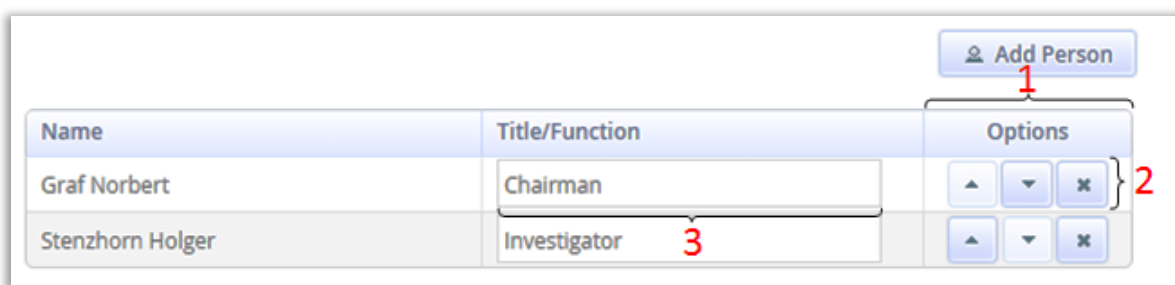 Add Person
1
Name Title/Function Options
Graf Norbert Chairman 2
3
Stenzhorn Holger Investigator